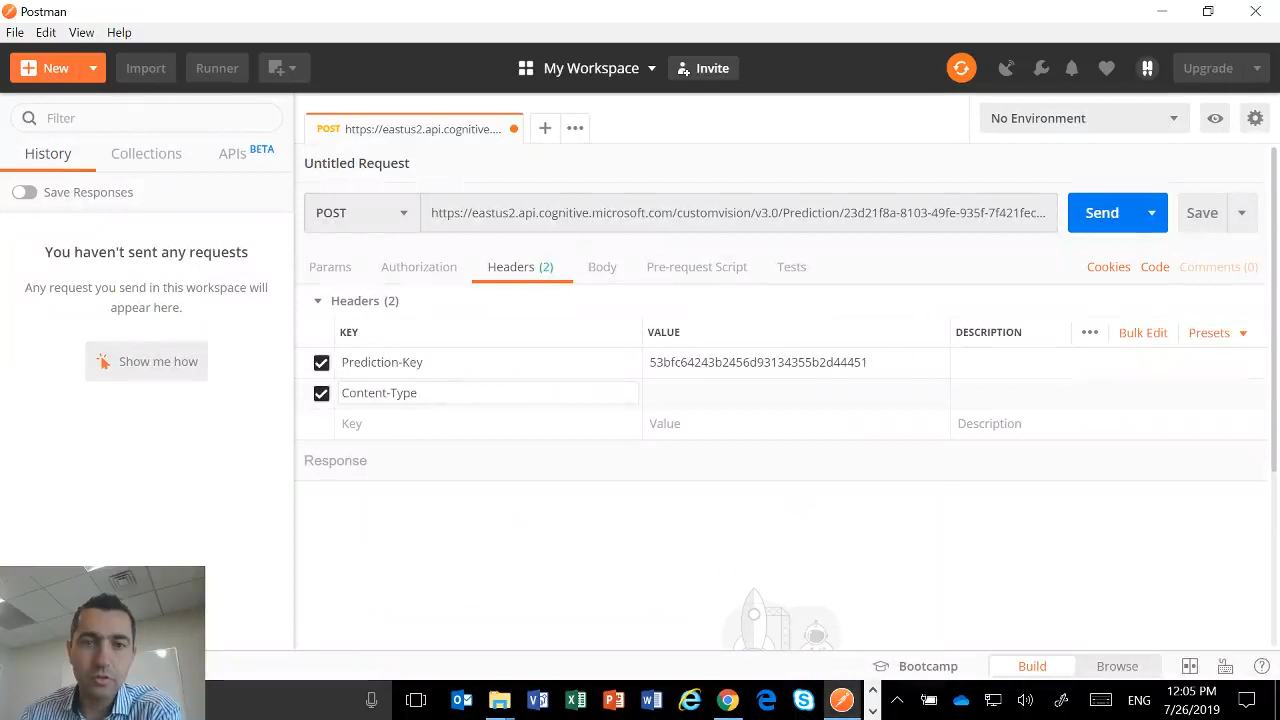 Postman
File Edit View Help
New Import Runner My Workspace Invite Upgrade
Filter
History Collections APIs BETA
Save Responses
You haven't sent any requests
Any request you send in this workspace will
appear here.
Show me how
POST https://eastus2.api.cognitive....
No Environment
Untitled Request
POST https://eastus2.api.cognitive.microsoft.com/customvision/v3.0/Prediction/23d21f8a-8103-49fe-935f-7f421fec... Send Save
Params Authorization Headers (2) Body Pre-request Script Tests Cookies Code Comments (0)
Headers (2)
KEY VALUE DESCRIPTION Bulk Edit Presets
Prediction-Key 53bfc64243b2456d93134355b2d44451
Content-Type
Key Value Description
Response
Bootcamp Build Browse
ENG 12:05 PM
7/26/2019